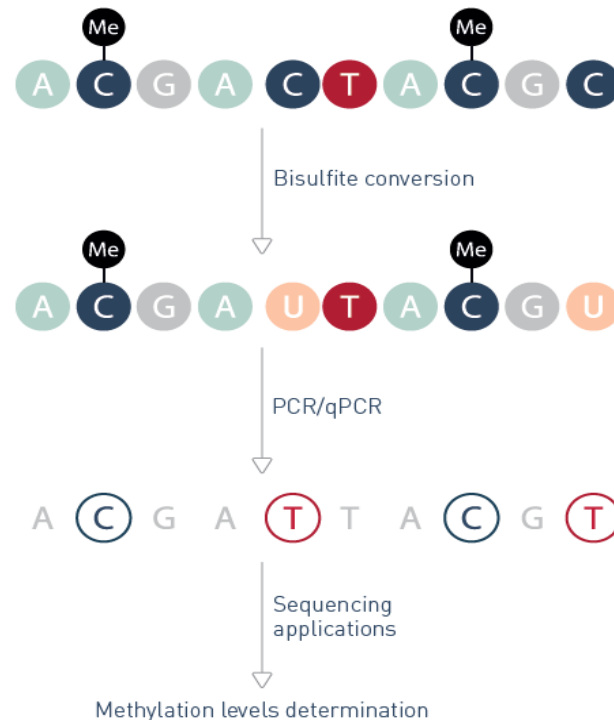 Me Me
A C G A C T A C G C
Bisulfite conversion
Me Me
A C G A U T A C G U
PCR/qPCR
A C G A T T A C G T
Sequencing
applications
Methylation levels determination